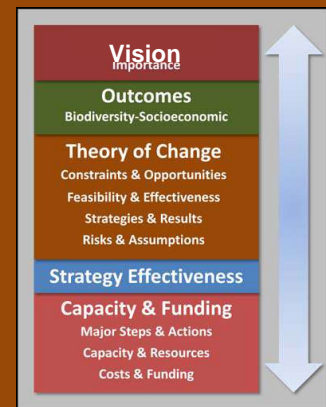 Vision
Importance
Outcomes
Biodiversity-Socioeconomic
Theory of Change
Constraints & Opportunities
Feasibility & Effectiveness
Strategies & Results
Risks & Assumptions
Strategy Effectiveness
Capacity & Funding
Major Steps & Actions
Capacity & Resources
Costs & Funding